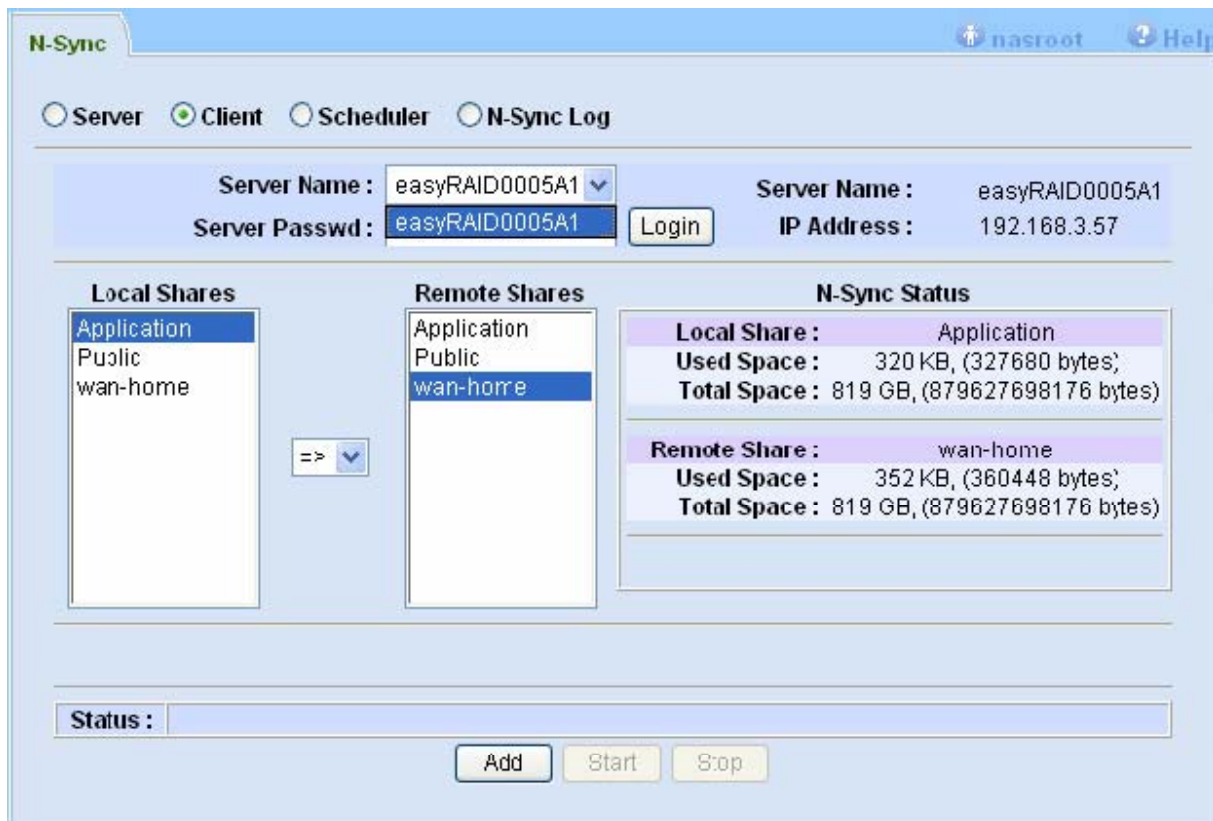 N-Sync
nasroot Help
Server Client Scheduler N-Sync Log
Server Name : easyRAID0005A1
Server Passwd : easyRAID0005A1 Login
Server Name : easyRAID0005A1
IP Address : 192.168.3.57
Local Shares
Application
Public
wan-home
=>
Remote Shares
Application
Public
wan-home
N-Sync Status
Local Share : Application
Used Space : 320 KB, (327680 bytes)
Total Space : 819 GB, (879627698176 bytes)
Remote Share : wan-home
Used Space : 352 KB, (360448 bytes)
Total Space : 819 GB, (879627698176 bytes)
Status :
Add Start Stop